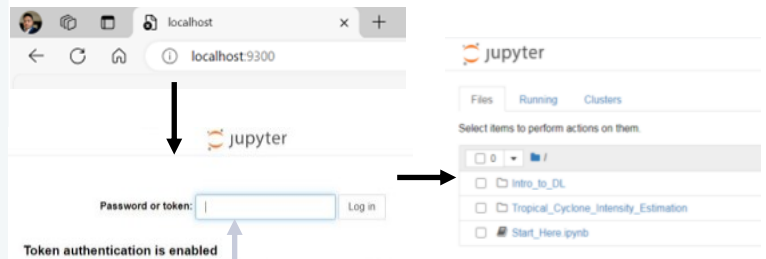 localhost
localhost:9300
jupyter
Password or token:
Log in
Token authentication is enabled
jupyter
Files Running Clusters
Select items to perform actions on them.
0 /
Intro_to_DL
Tropical_Cyclone_Intensity_Estimation
Start_Here.ipynb